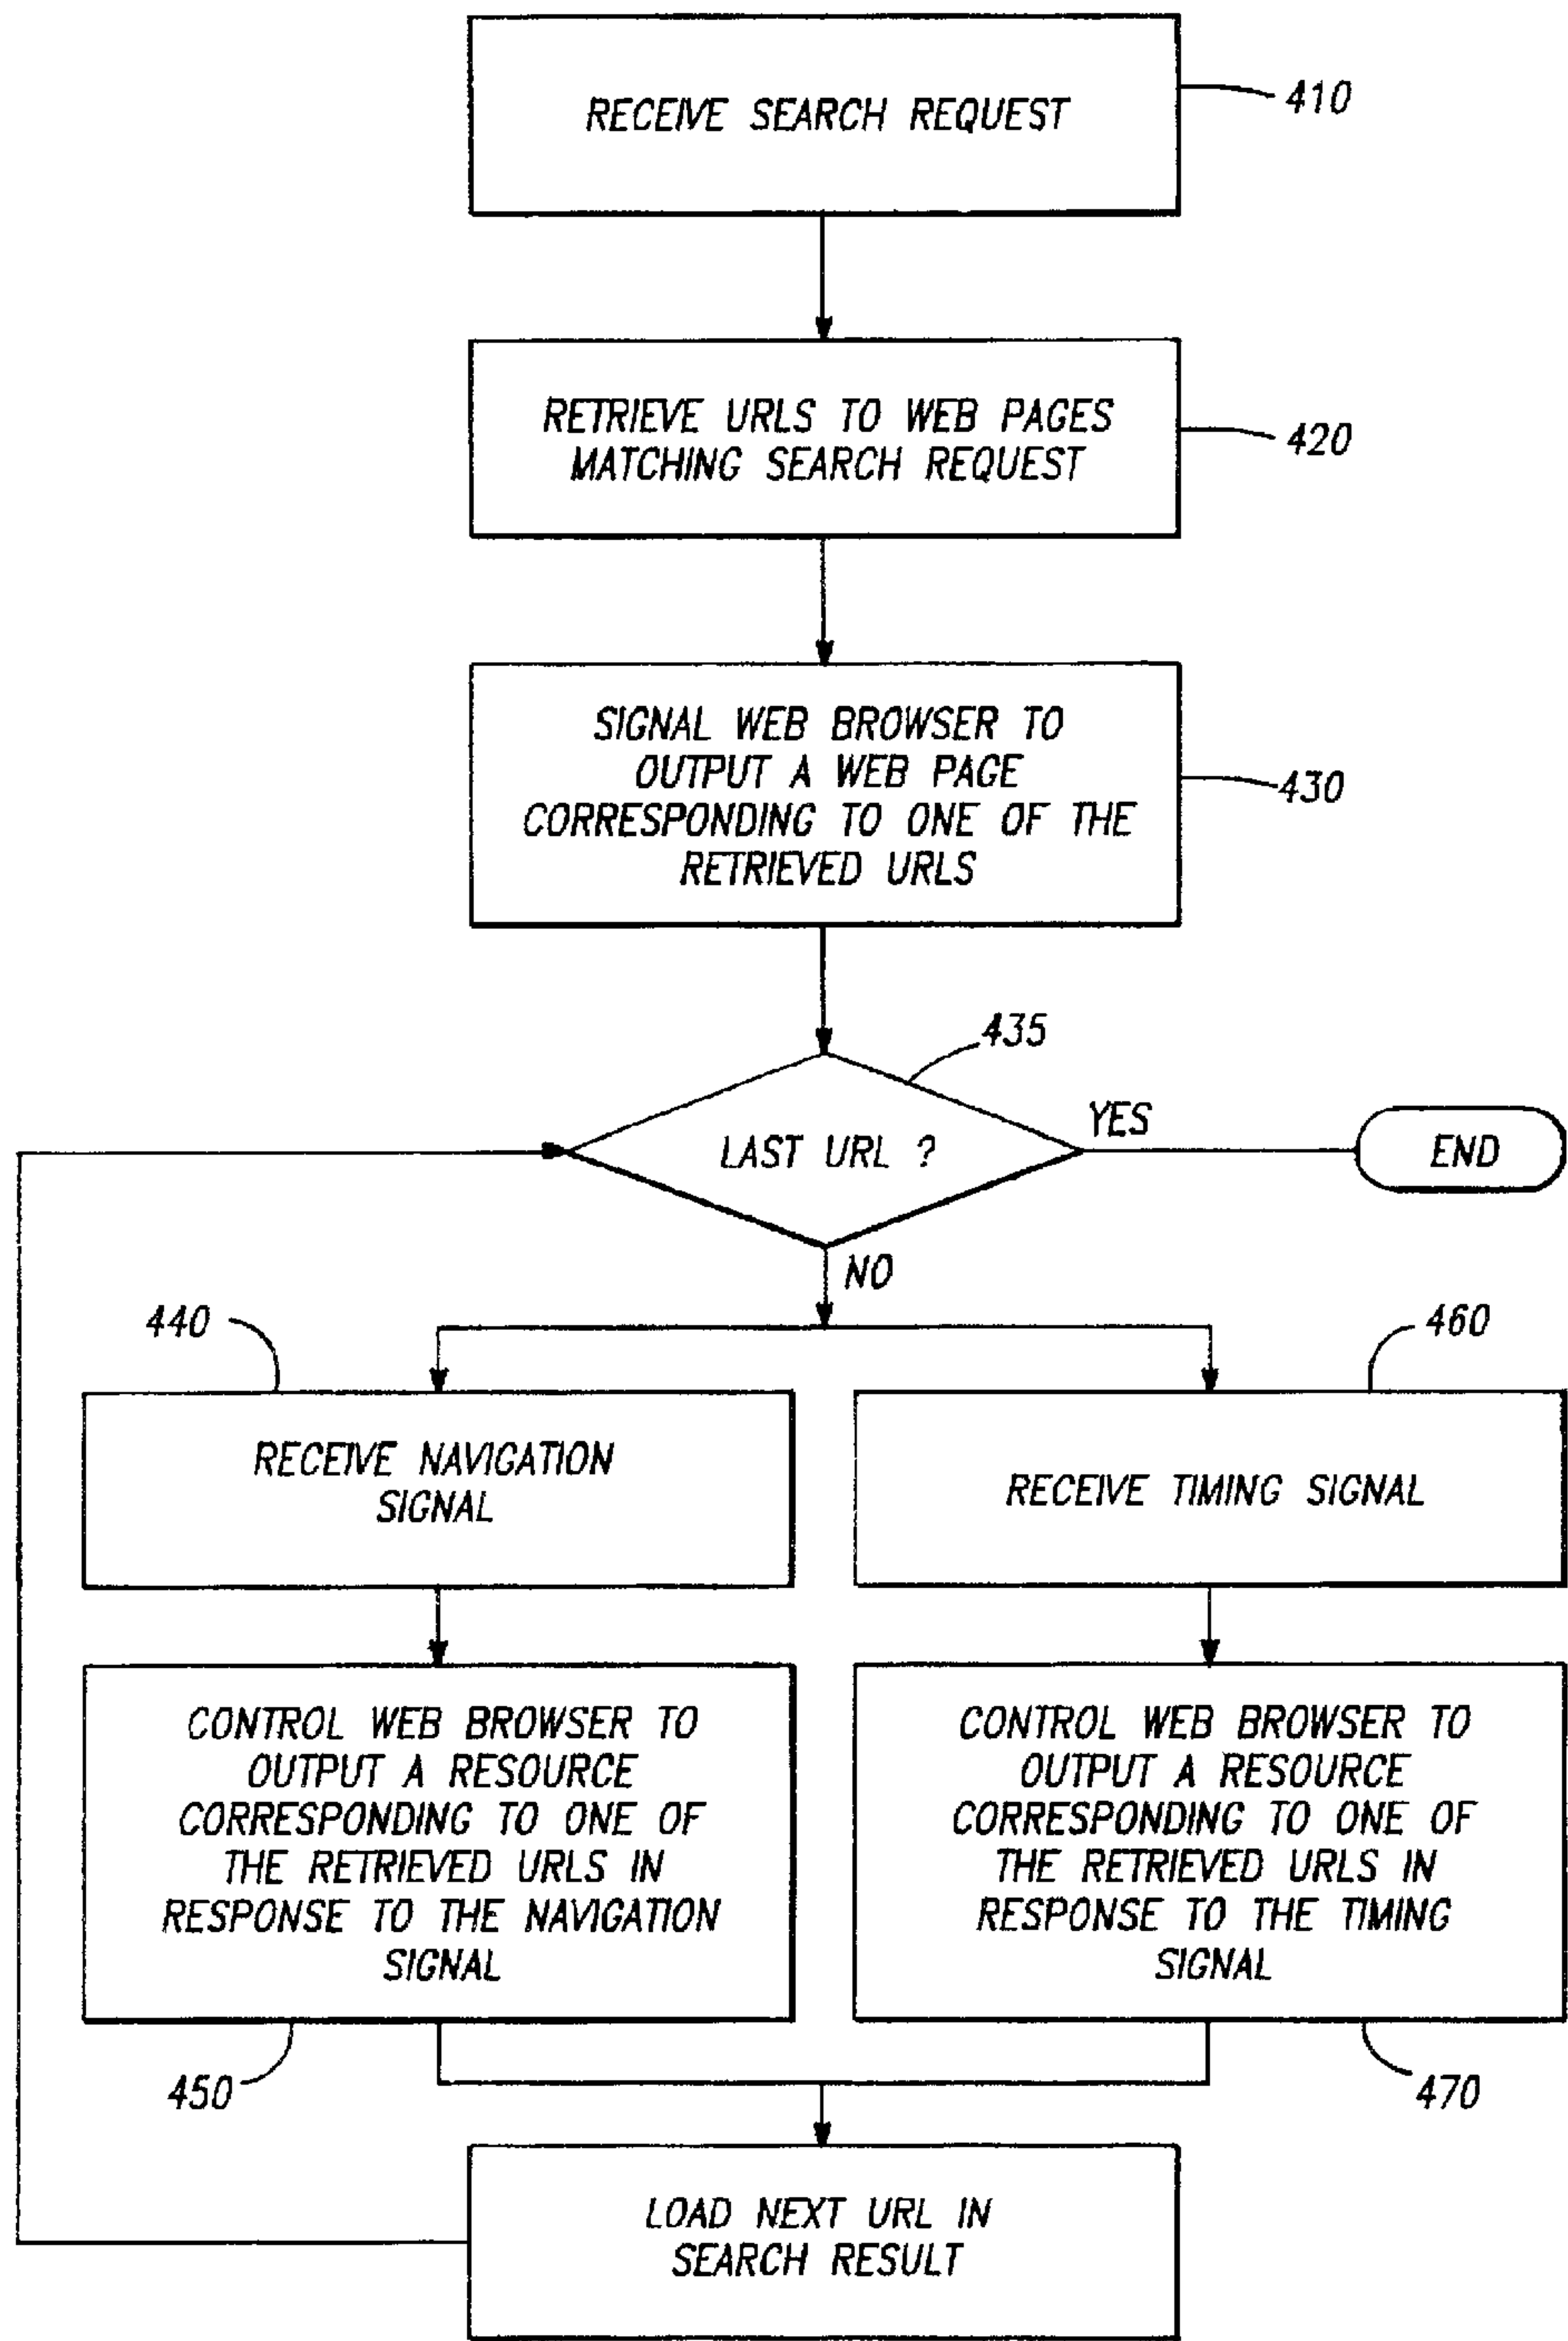 RECEIVE SEARCH REQUEST
410
RETRIEVE URLS TO WEB PAGES
MATCHING SEARCH REQUEST
420
SIGNAL WEB BROWSER TO
OUTPUT A WEB PAGE
CORRESPONDING TO ONE OF THE
RETRIEVED URLS
430
435
LAST URL ?
YES
END
NO
440
RECEIVE NAVIGATION
SIGNAL
460
RECEIVE TIMING SIGNAL
CONTROL WEB BROWSER TO
OUTPUT A RESOURCE
CORRESPONDING TO ONE OF
THE RETRIEVED URLS IN
RESPONSE TO THE NAVIGATION
SIGNAL
450
CONTROL WEB BROWSER TO
OUTPUT A RESOURCE
CORRESPONDING TO ONE OF
THE RETRIEVED URLS IN
RESPONSE TO THE TIMING
SIGNAL
470
LOAD NEXT URL IN
SEARCH RESULT